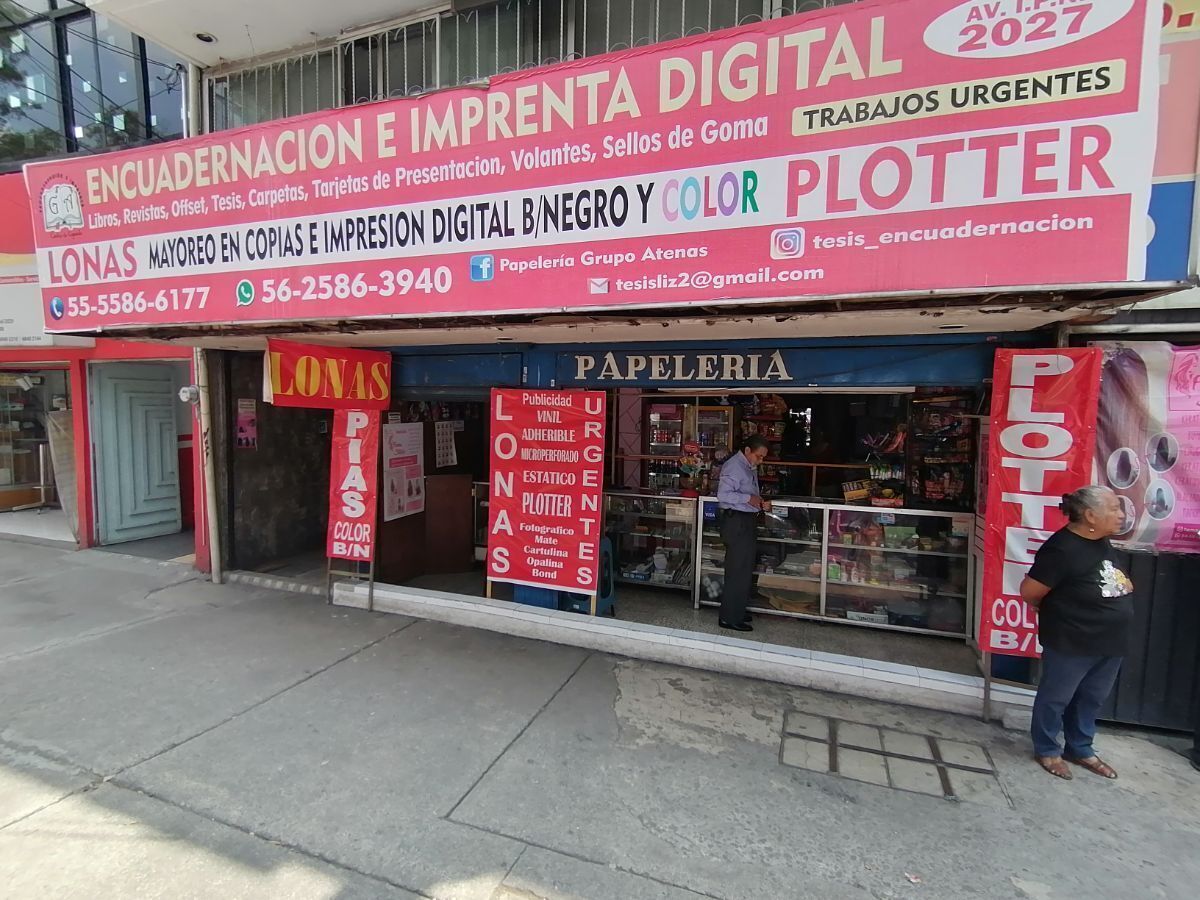 AV. I.P.N.
2027
ENCUADERNACION E IMPRENTA DIGITAL
TRABAJOS URGENTES
Libros, Revistas, Offset, Tesis, Carpetas, Tarjetas de Presentacion, Volantes, Sellos de Goma
G A
LONAS MAYOREO EN COPIAS E IMPRESION DIGITAL B/NEGRO Y COLOR PLOTTER
55-5586-6177
56-2586-3940
Papelería Grupo Atenas
tesis_encuadernacion
tesisliz2@gmail.com
PAPELERIA
LONAS
PIAS
COLOR
B/N
LONAS
Publicidad
VINIL
ADHERIBLE
MICROPERFORADO
ESTATICO
PLOTTER
Fotografico
Mate
Cartulina
Opalina
Bond
URGENTES
VISA
PLOTTE
COLO
B/N